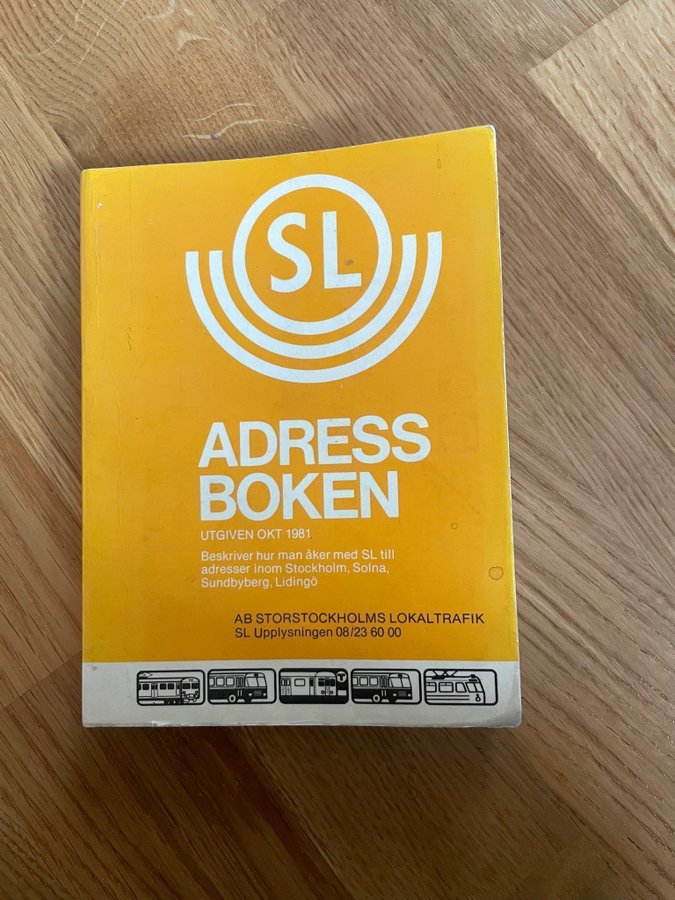 SL
ADRESS
BOKEN
UTGIVEN OKT 1981
Beskriver hur man åker med SL till
adresser inom Stockholm, Solna,
Sundbyberg, Lidingö
AB STORSTOCKHOLMS LOKALTRAFIK
SL Upplysningen 08/23 60 00
T